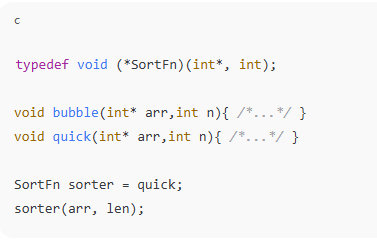 c
typedef void (*SortFn)(int*, int);
void bubble(int* arr,int n){ /*...*/ }
void quick(int* arr,int n){ /*...*/ }
SortFn sorter = quick;
sorter(arr, len);